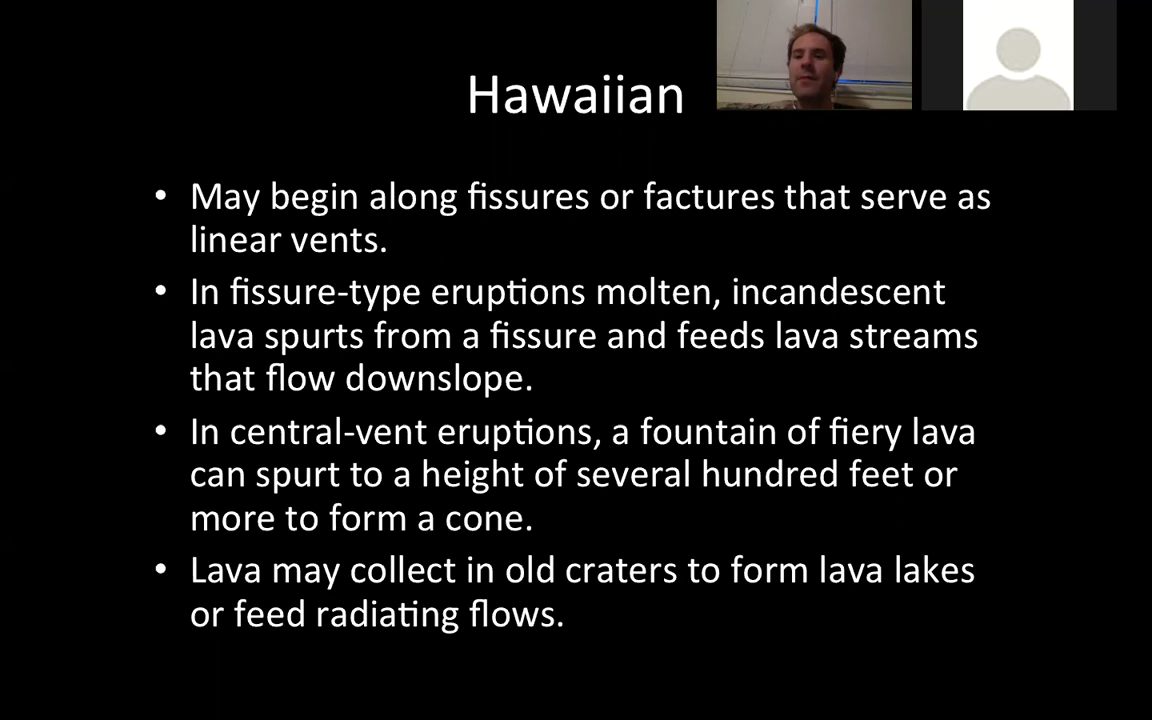 Hawaiian
• May begin along fissures or factures that serve as
linear vents.
• In fissure-type eruptions molten, incandescent
lava spurts from a fissure and feeds lava streams
that flow downslope.
• In central-vent eruptions, a fountain of fiery lava
can spurt to a height of several hundred feet or
more to form a cone.
• Lava may collect in old craters to form lava lakes
or feed radiating flows.